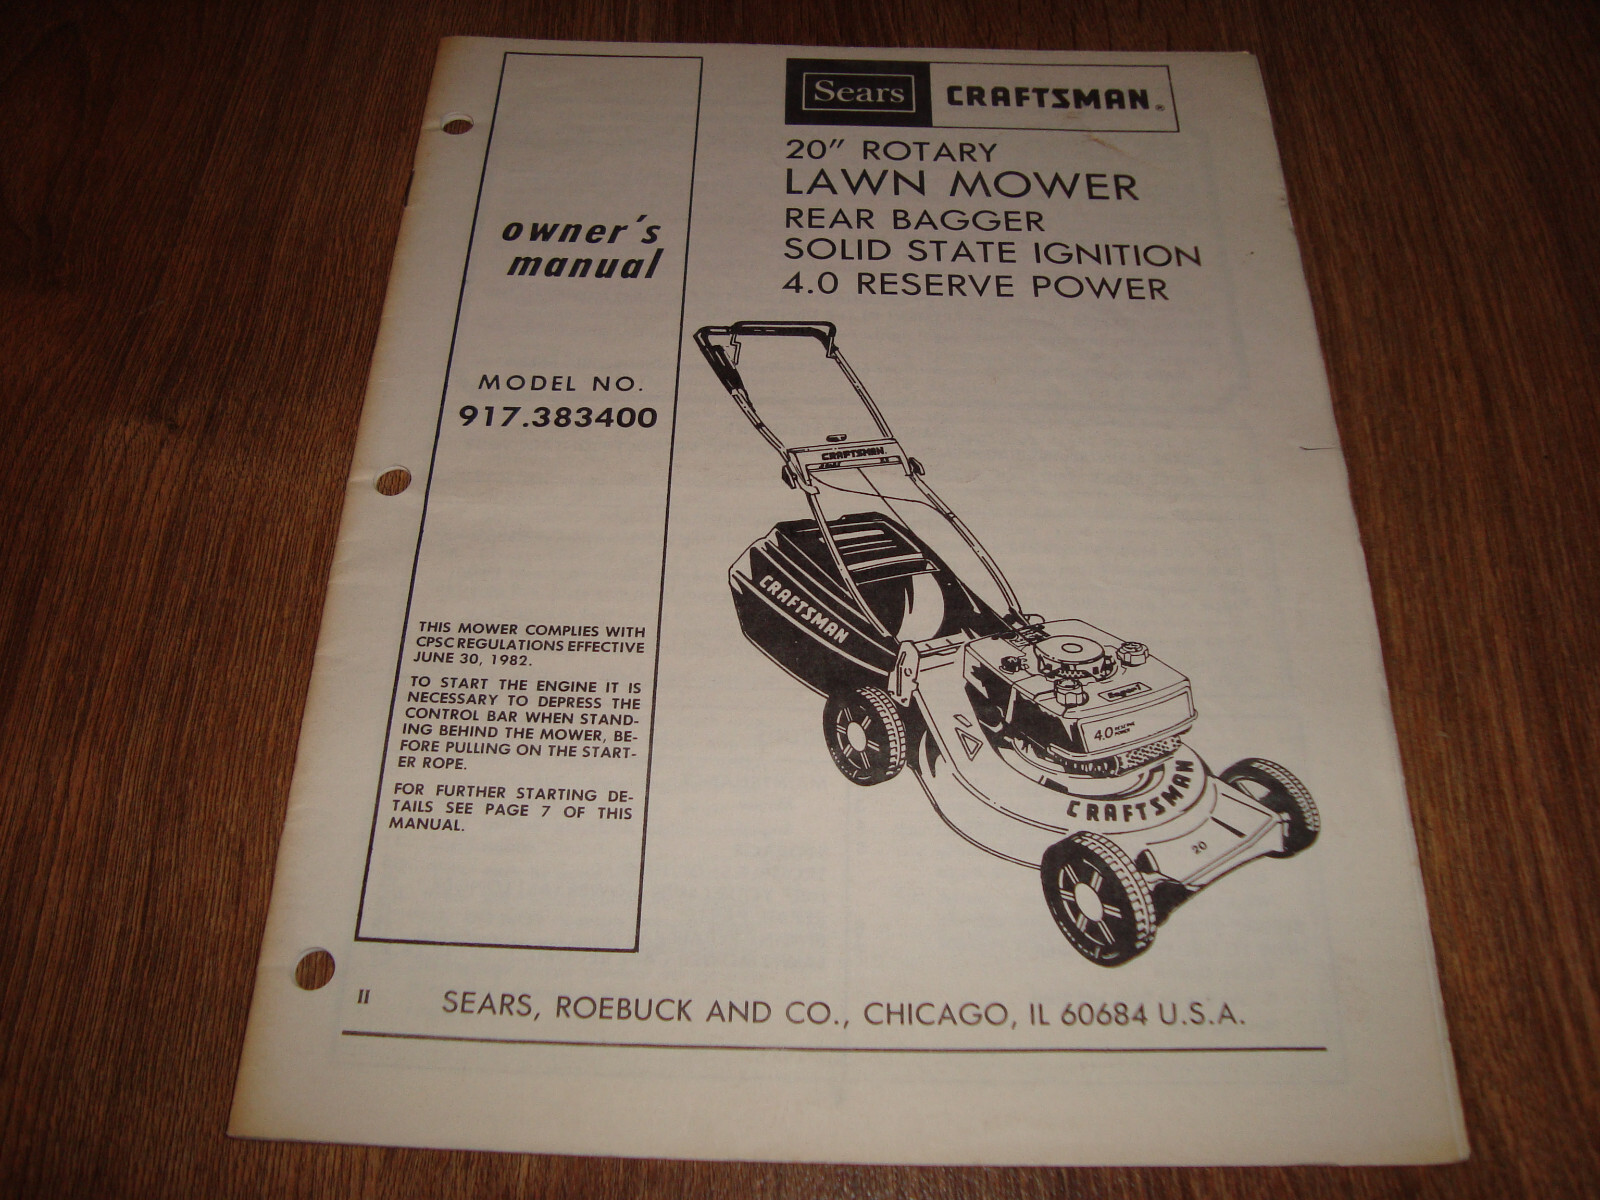 Sears CRAFTSMAN®
20" ROTARY
LAWN MOWER
REAR BAGGER
SOLID STATE IGNITION
4.0 RESERVE POWER
owner's
manual
MODEL NO.
917.383400
THIS MOWER COMPLIES WITH
CPSC REGULATIONS EFFECTIVE
JUNE 30, 1982.
TO START THE ENGINE IT IS
NECESSARY TO DEPRESS THE
CONTROL BAR WHEN STAND-
ING BEHIND THE MOWER, BE-
FORE PULLING ON THE START-
ER ROPE.
FOR FURTHER STARTING DE-
TAILS SEE PAGE 7 OF THIS
MANUAL.
CRAFTSMAN
CRAFTSMAN
Eager-1
4.0 RESERVE
POWER
CRAFTSMAN
20
II
SEARS, ROEBUCK AND CO., CHICAGO, IL 60684 U.S.A.